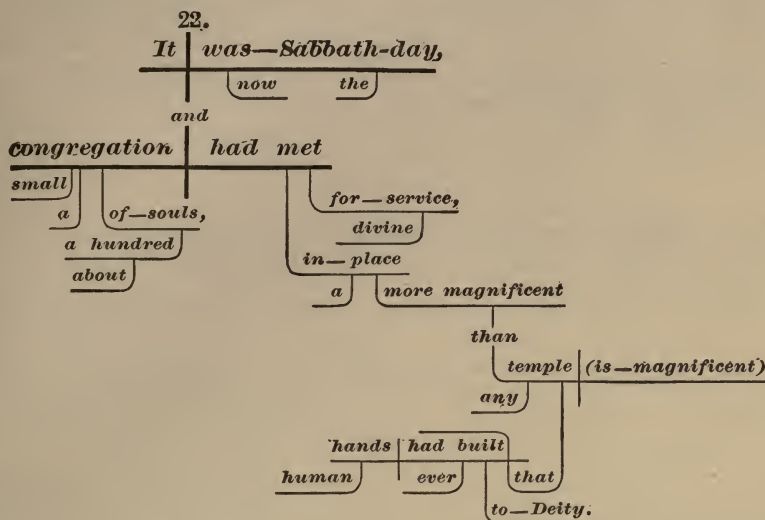 22.
It was—Sabbath-day,
now the
and
congregation had met
small
for—service,
a of—souls,
divine
a hundred
in—place
about
a more magnificent
than
temple (is—magnificent)
any
hands had built
human ever that
to—Deity.